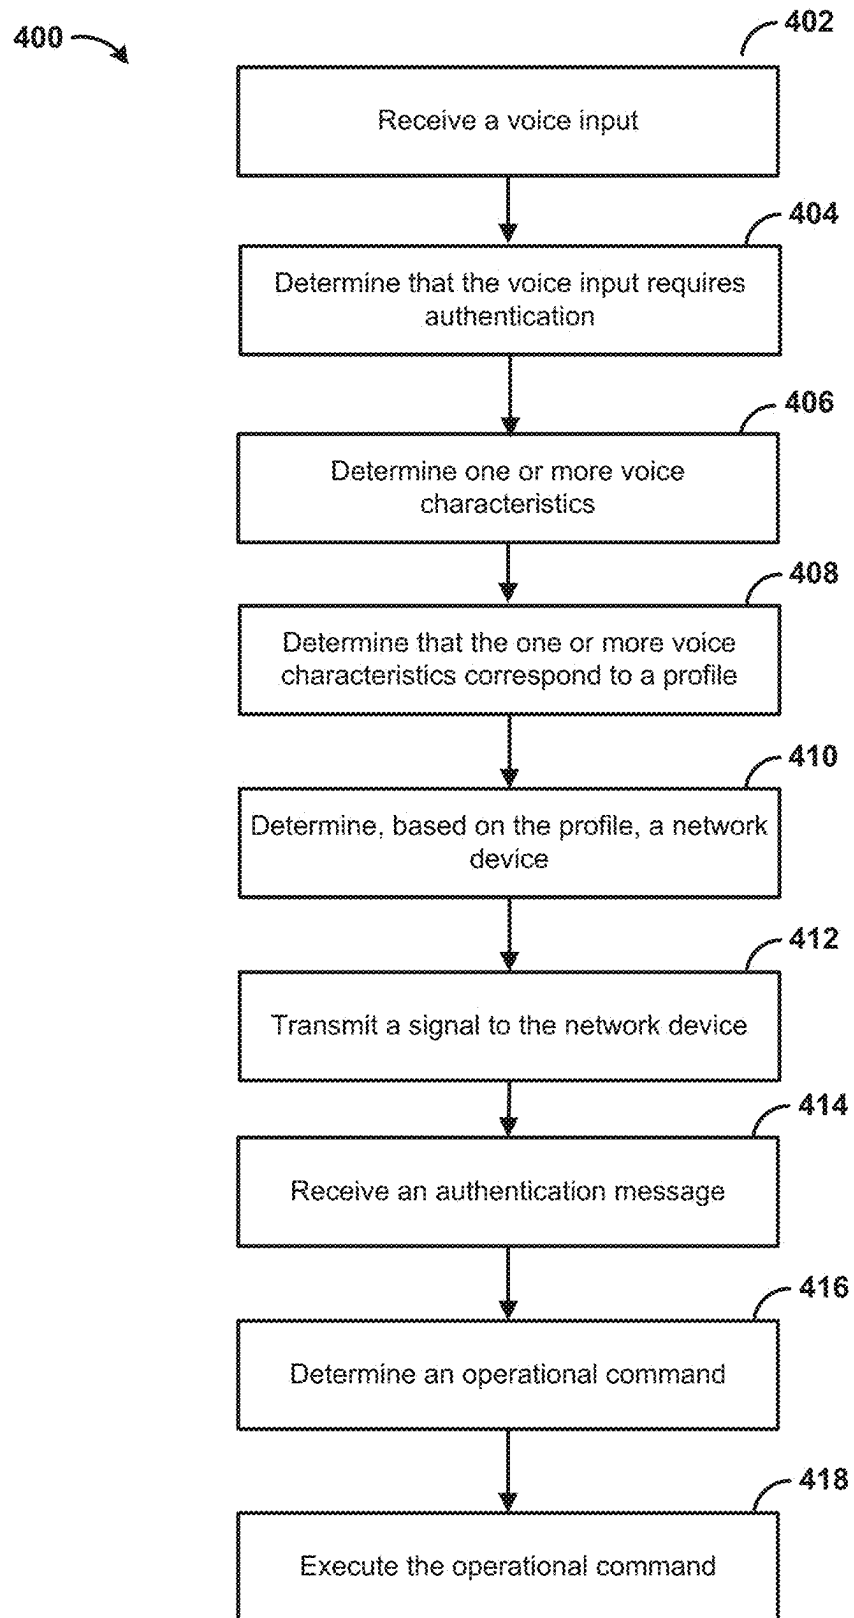 400
402
Receive a voice input
404
Determine that the voice input requires
authentication
406
Determine one or more voice
characteristics
408
Determine that the one or more voice
characteristics correspond to a profile
410
Determine, based on the profile, a network
device
412
Transmit a signal to the network device
414
Receive an authentication message
416
Determine an operational command
418
Execute the operational command